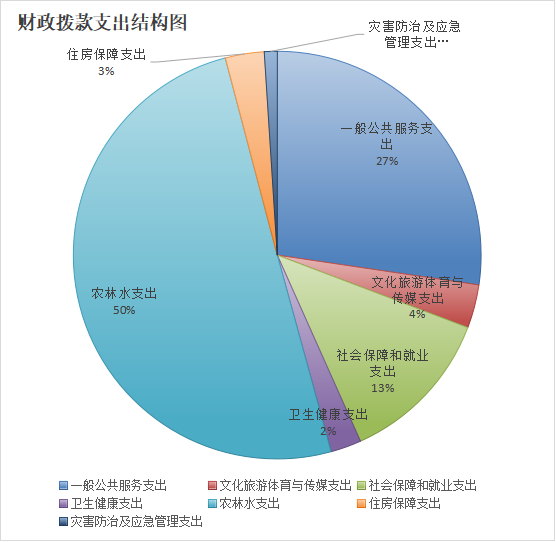 财政拨款支出结构图
灾害防治及应急
管理支出…
住房保障支出
3%
一般公共服务支
出
27%
文化旅游体育与
传媒支出
4%
农林水支出
50%
社会保障和就业
支出
13%
卫生健康支出
2%
一般公共服务支出 文化旅游体育与传媒支出 社会保障和就业支出
卫生健康支出 农林水支出 住房保障支出
灾害防治及应急管理支出